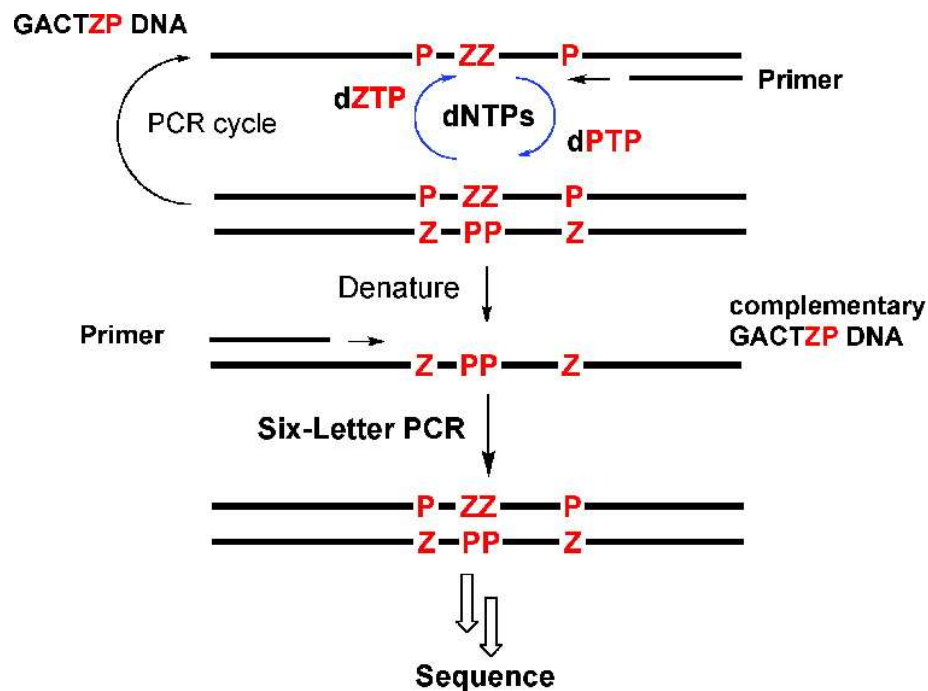 GACTZP DNA
P ZZ P
Primer
dZTP
dNTPs
PCR cycle
dPTP
P ZZ P
Z PP Z
Denature
complementary
Primer
GACTZP DNA
Z PP Z
Six-Letter PCR
P ZZ P
Z PP Z
Sequence